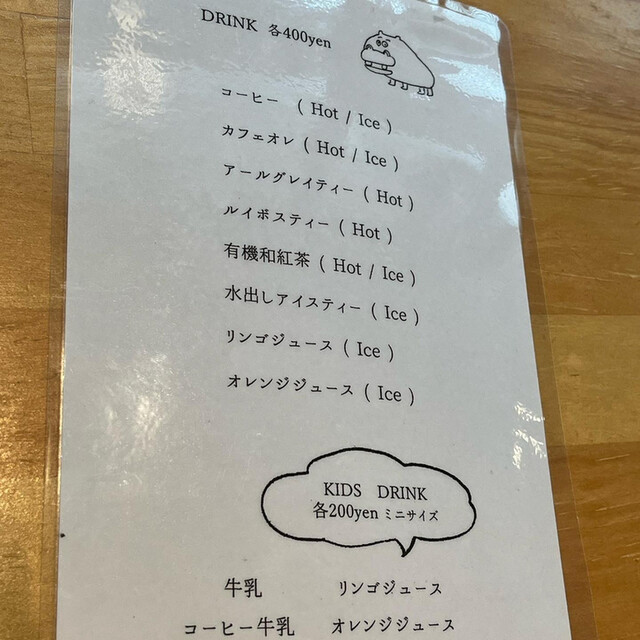 DRINK 各400yen
コーヒー ( Hot / Ice )
カフェオレ ( Hot / Ice )
アールグレイティー ( Hot )
ルイボスティー ( Hot )
有機和紅茶 ( Hot / Ice )
水出しアイスティー ( Ice )
リンゴジュース ( Ice )
オレンジジュース ( Ice )
KIDS DRINK
各200yen ミニサイズ
牛乳 リンゴジュース
コーヒー牛乳 オレンジジュース